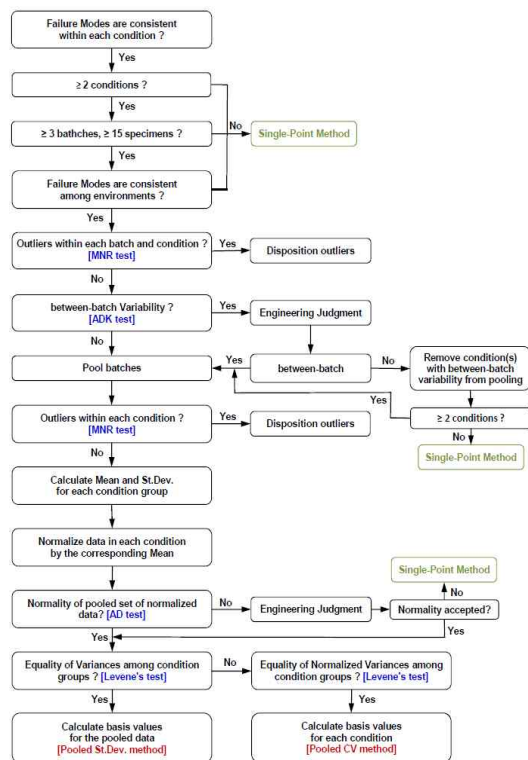 Failure Modes are consistent
within each condition ?
Yes
≥ 2 conditions ?
Yes
≥ 3 bathches, ≥ 15 specimens ?
No
Single-Point Method
Yes
Failure Modes are consistent
among environments ?
Yes
Outliers within each batch and condition ?
[MNR test]
Yes
Disposition outliers
No
between-batch Variability ?
[ADK test]
Yes
Engineering Judgment
No
Pool batches
Yes
between-batch
No
Remove condition(s)
with between-batch
variability from pooling
Yes
≥ 2 conditions ?
No
Single-Point Method
Outliers within each condition ?
[MNR test]
Yes
Disposition outliers
No
Calculate Mean and St.Dev.
for each condition group
Normalize data in each condition
by the corresponding Mean
Single-Point Method
No
Normality of pooled set of normalized
data? [AD test]
No
Engineering Judgment
Normality accepted?
Yes
Yes
Equality of Variances among condition
groups ? [Levene's test]
No
Equality of Normalized Variances among
condition groups ? [Levene's test]
Yes
Yes
Calculate basis values
for the pooled data
[Pooled St.Dev. method]
Calculate basis values
for each condition
[Pooled CV method]